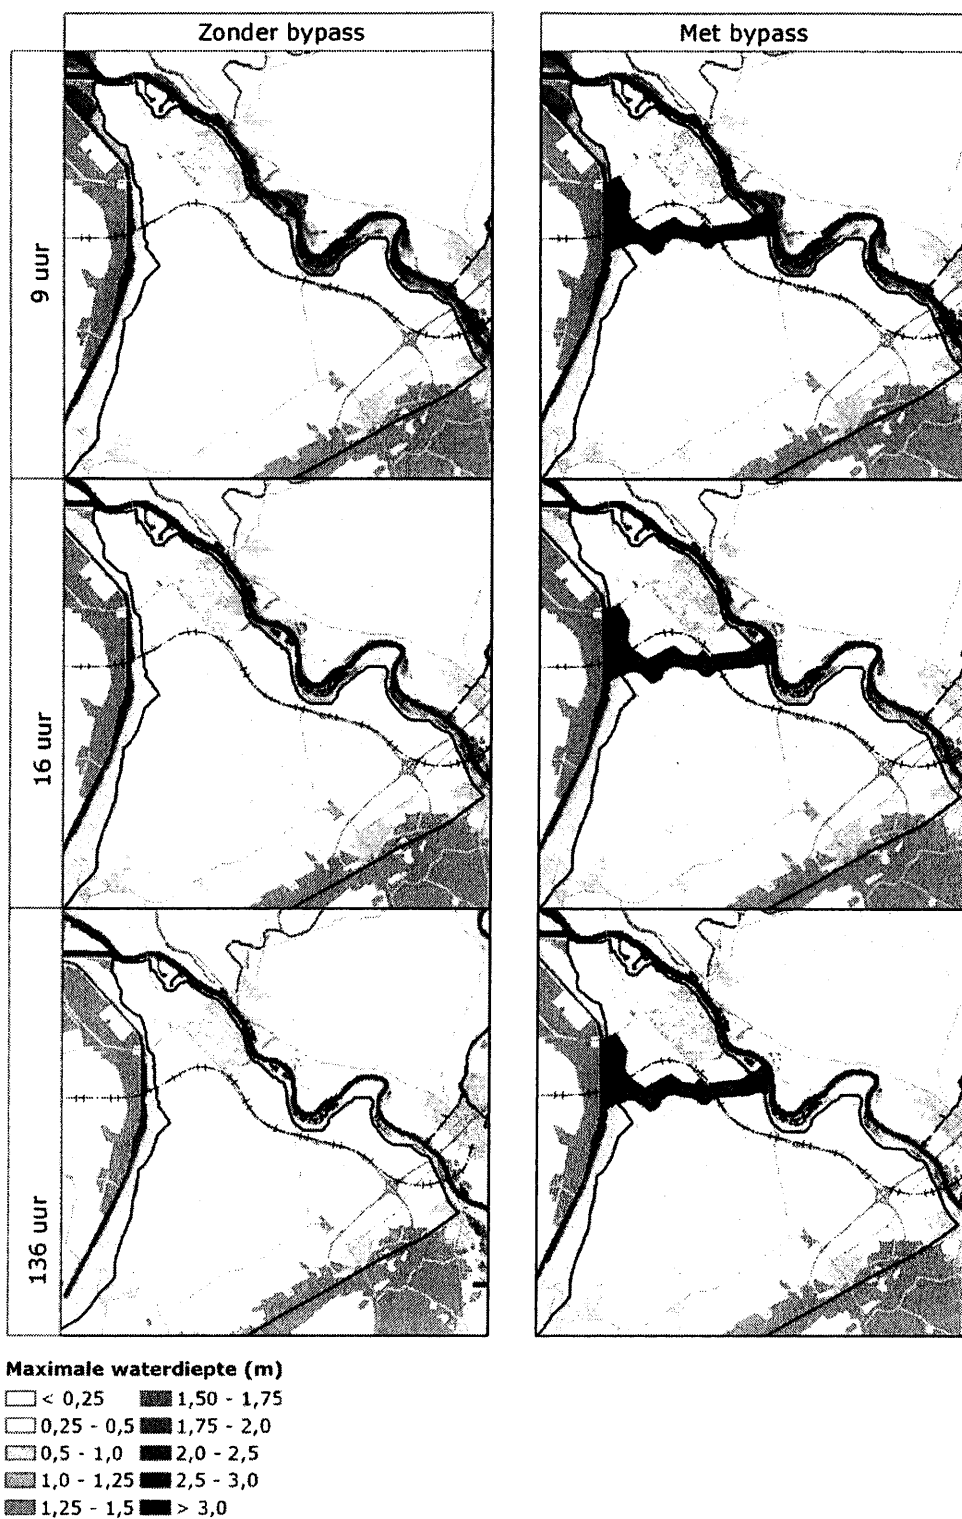 Zonder bypass
Met bypass
9 uur
16 uur
136 uur
Maximale waterdiepte (m)
< 0,25
1,50 - 1,75
0,25 - 0,5
1,75 - 2,0
0,5 - 1,0
2,0 - 2,5
1,0 - 1,25
2,5 - 3,0
1,25 - 1,5
> 3,0